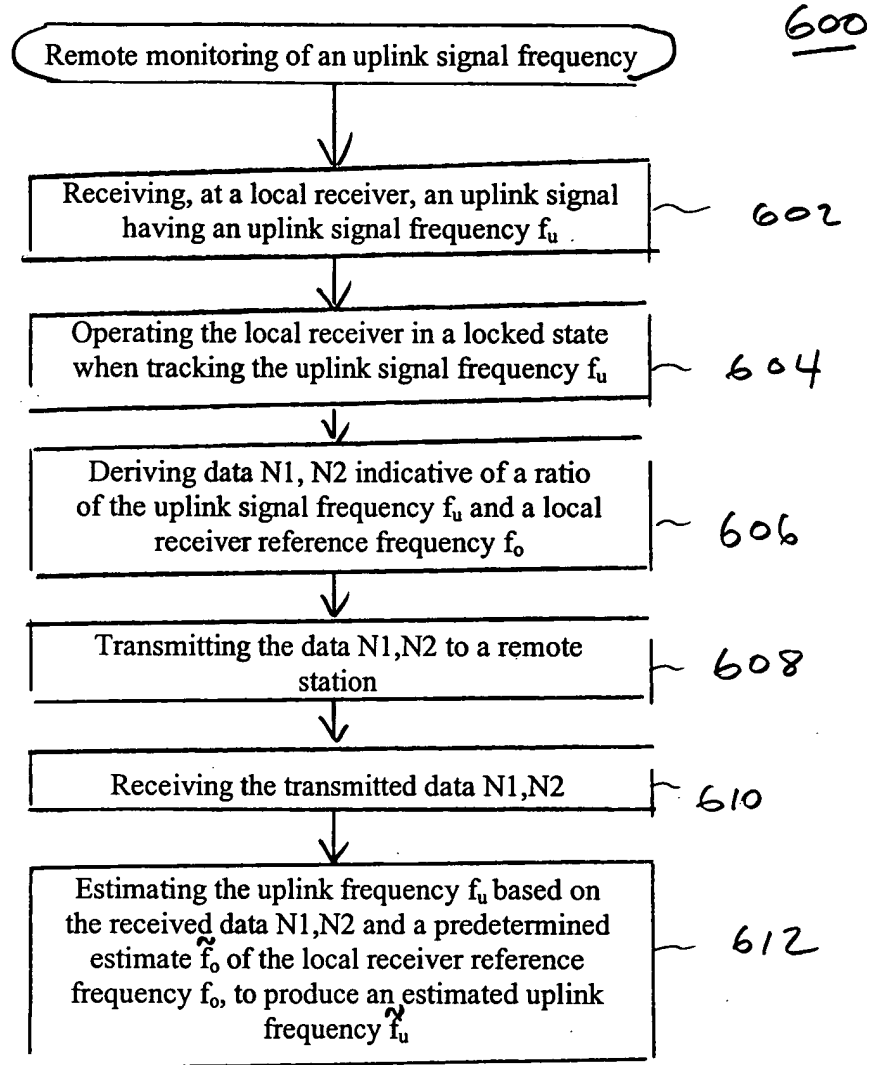 600
Remote monitoring of an uplink signal frequency
Receiving, at a local receiver, an uplink signal
having an uplink signal frequency fᵤ
602
Operating the local receiver in a locked state
when tracking the uplink signal frequency fᵤ
604
Deriving data N1, N2 indicative of a ratio
of the uplink signal frequency fᵤ and a local
receiver reference frequency fₒ
606
Transmitting the data N1,N2 to a remote
station
608
Receiving the transmitted data N1,N2
610
Estimating the uplink frequency fᵤ based on
the received data N1,N2 and a predetermined
estimate f̃ₒ of the local receiver reference
frequency fₒ, to produce an estimated uplink
frequency f̃ᵤ
612